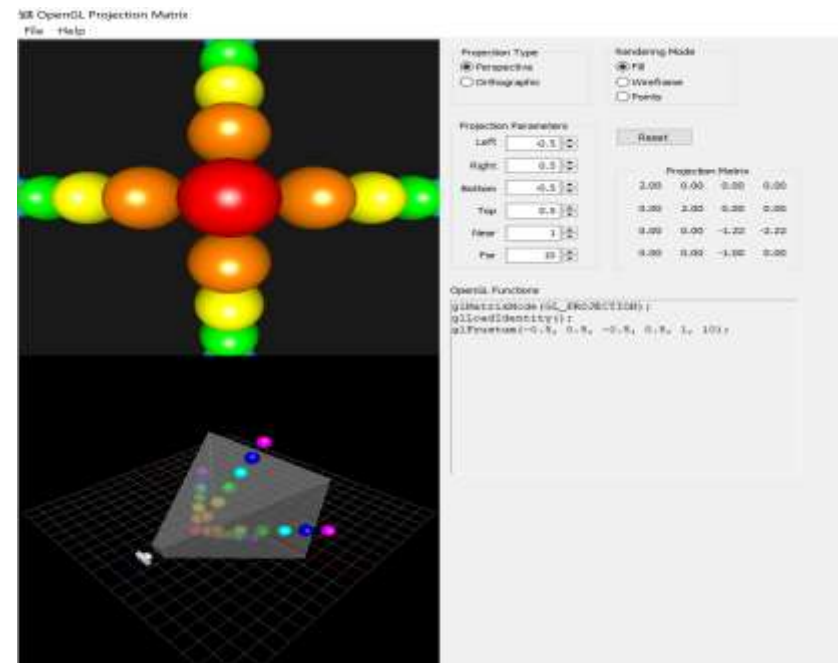 OpenGL Projection Matrix
File Help
Projection Type
Perspective
Orthographic
Rendering Mode
Fill
Wireframe
Points
Projection Parameters
Left -0.5
Right 0.5
Bottom -0.5
Top 0.5
Near 1
Far 10
Reset
Projection Matrix
2.00 0.00 0.00 0.00
0.00 2.00 0.00 0.00
0.00 0.00 -1.22 -2.22
0.00 0.00 -1.00 0.00
OpenGL Functions
glMatrixMode(GL_PROJECTION);
glLoadIdentity();
glFrustum(-0.5, 0.5, -0.5, 0.5, 1, 10);